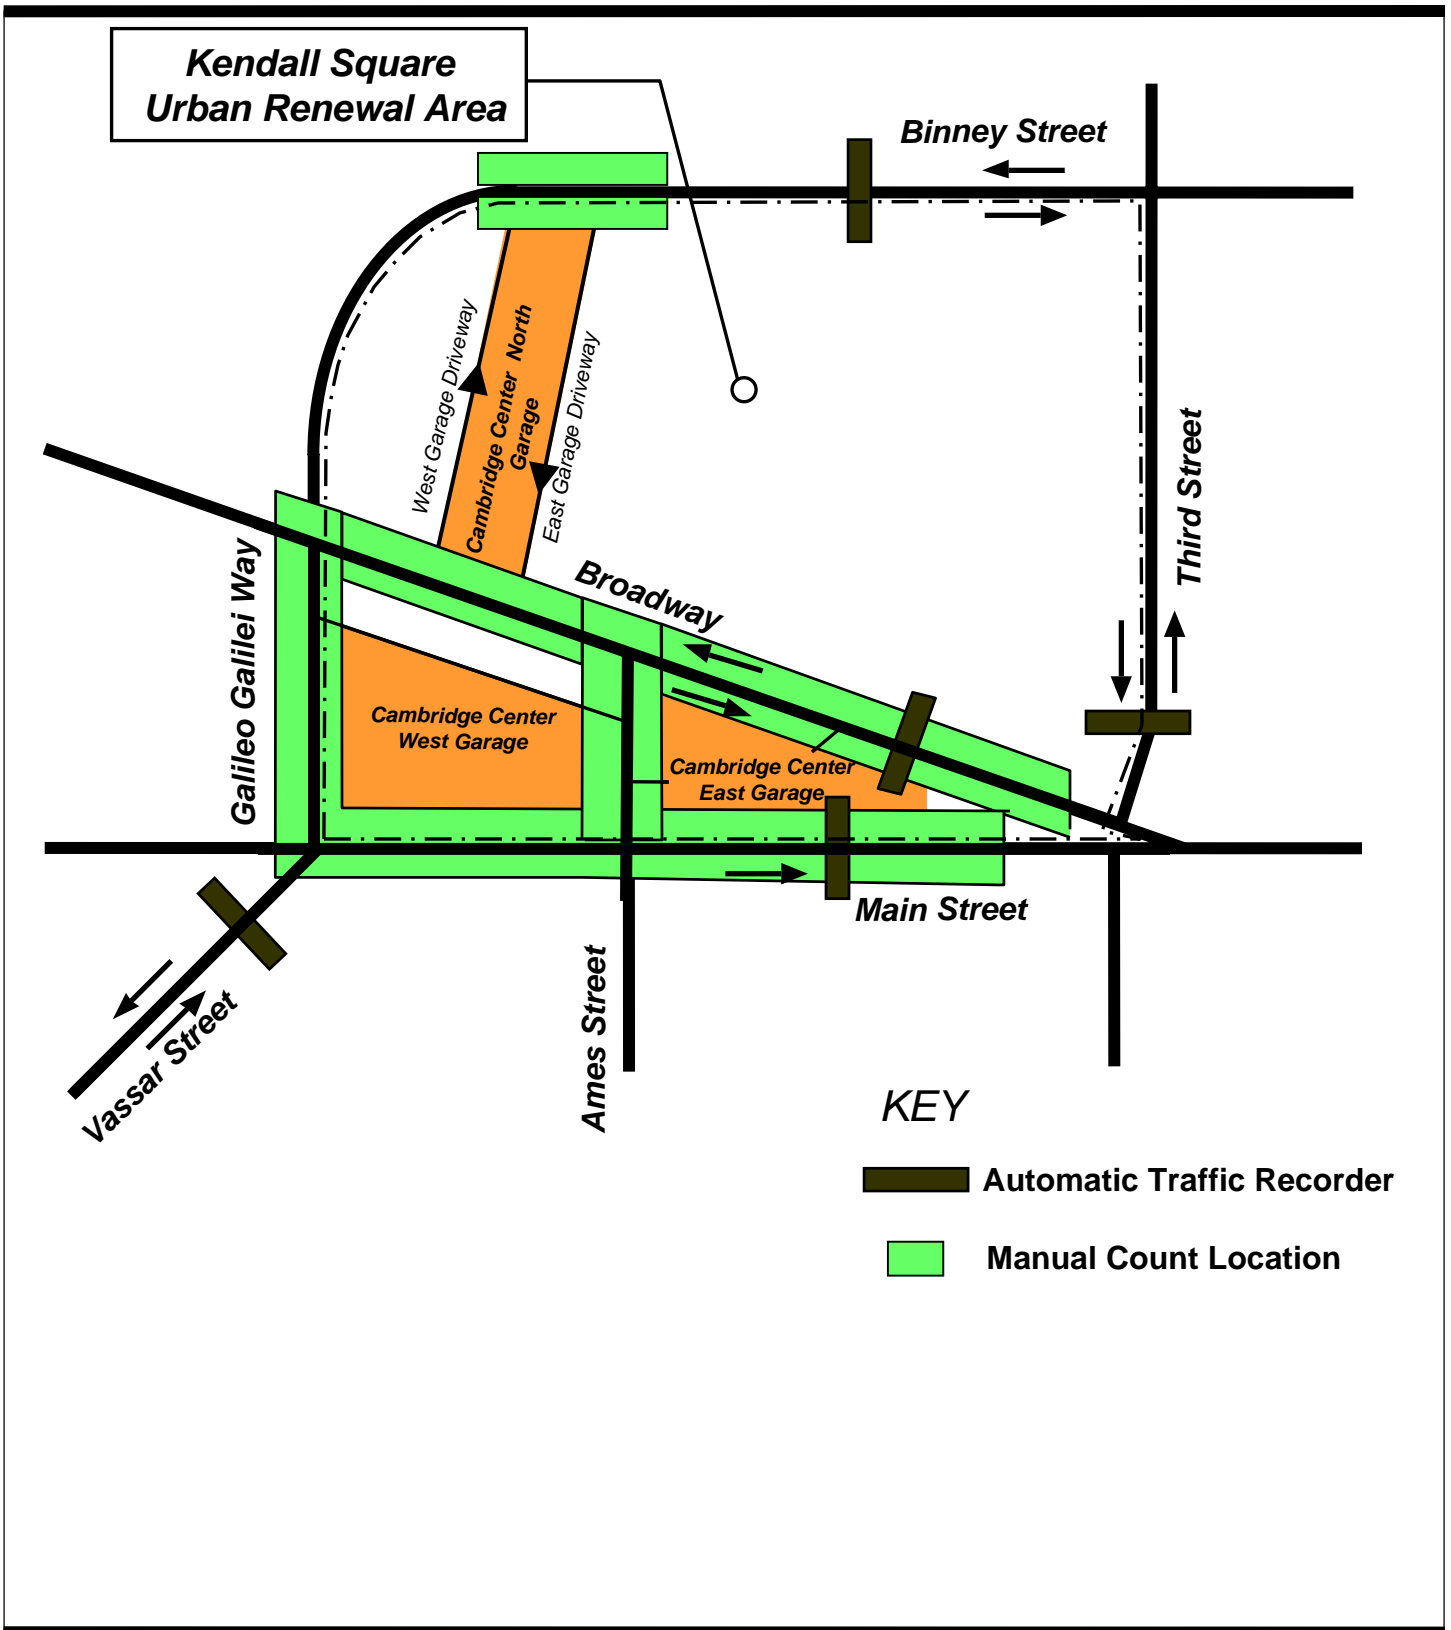 Kendall Square
Urban Renewal Area
Binney Street
West Garage Driveway
Cambridge Center North
Garage
East Garage Driveway
Third Street
Broadway
Galileo Galilei Way
Cambridge Center
West Garage
Cambridge Center
East Garage
Main Street
Vassar Street
Ames Street
KEY
Automatic Traffic Recorder
Manual Count Location